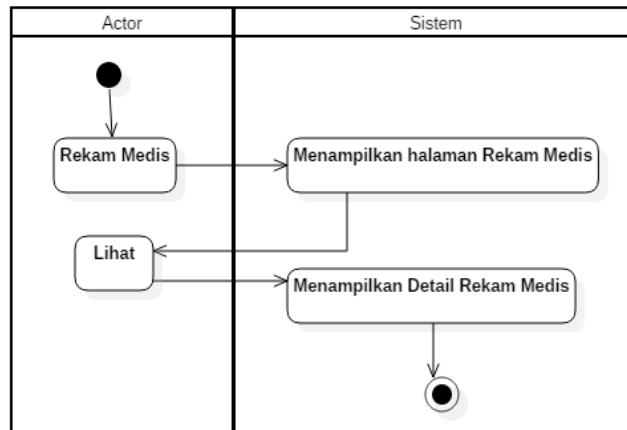 Actor
Sistem
Rekam Medis
Menampilkan halaman Rekam Medis
Lihat
Menampilkan Detail Rekam Medis